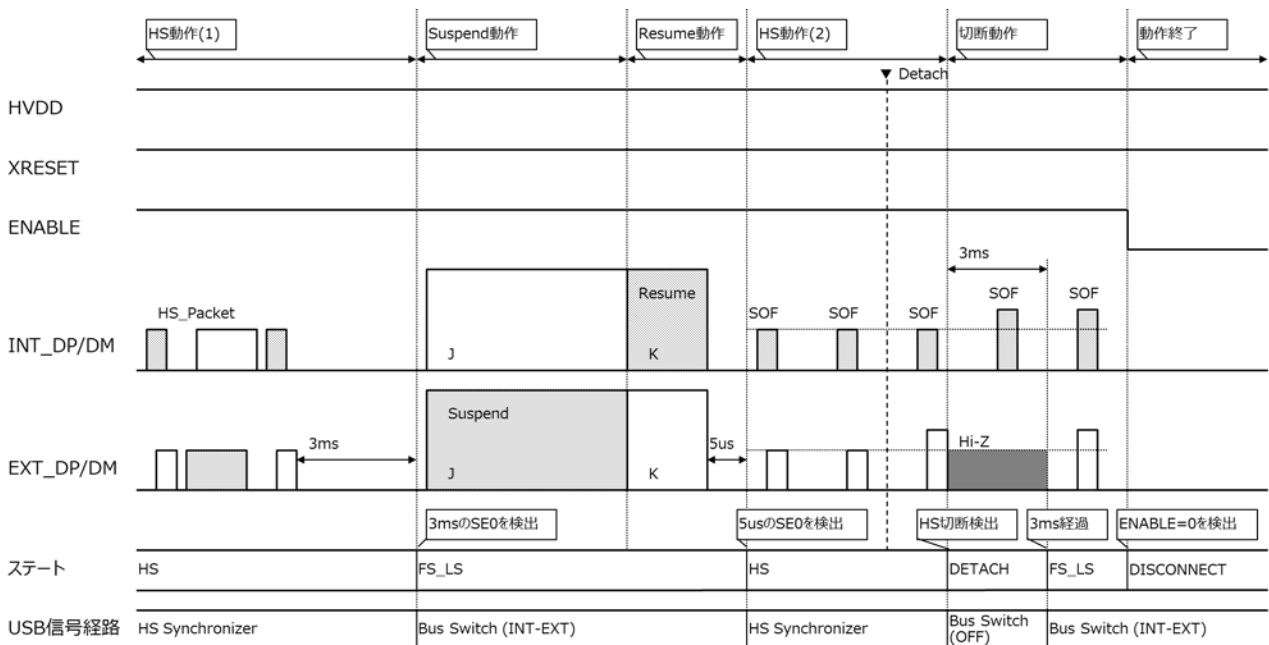 HS動作(1)
Suspend動作
Resume動作
HS動作(2)
切断動作
動作終了
Detach
HVDD
XRESET
ENABLE
3ms
INT_DP/DM
HS_Packet
J
Resume
K
SOF
SOF
SOF
SOF
SOF
EXT_DP/DM
3ms
Suspend
J
K
5us
Hi-Z
3msのSE0を検出
5usのSE0を検出
HS切断検出
3ms経過
ENABLE=0を検出
ステート
HS
FS_LS
HS
DETACH
FS_LS
DISCONNECT
USB信号経路
HS Synchronizer
Bus Switch (INT-EXT)
HS Synchronizer
Bus Switch
(OFF)
Bus Switch (INT-EXT)